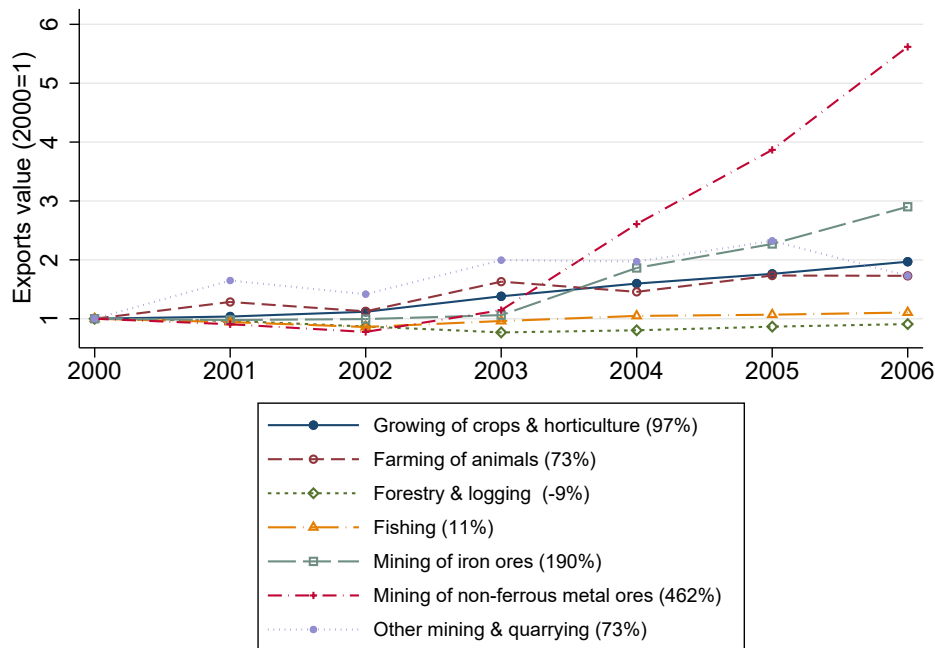 Exports value (2000=1)
6
5
4
3
2
1
2000 2001 2002 2003 2004 2005 2006
Growing of crops & horticulture (97%)
Farming of animals (73%)
Forestry & logging (-9%)
Fishing (11%)
Mining of iron ores (190%)
Mining of non-ferrous metal ores (462%)
Other mining & quarrying (73%)